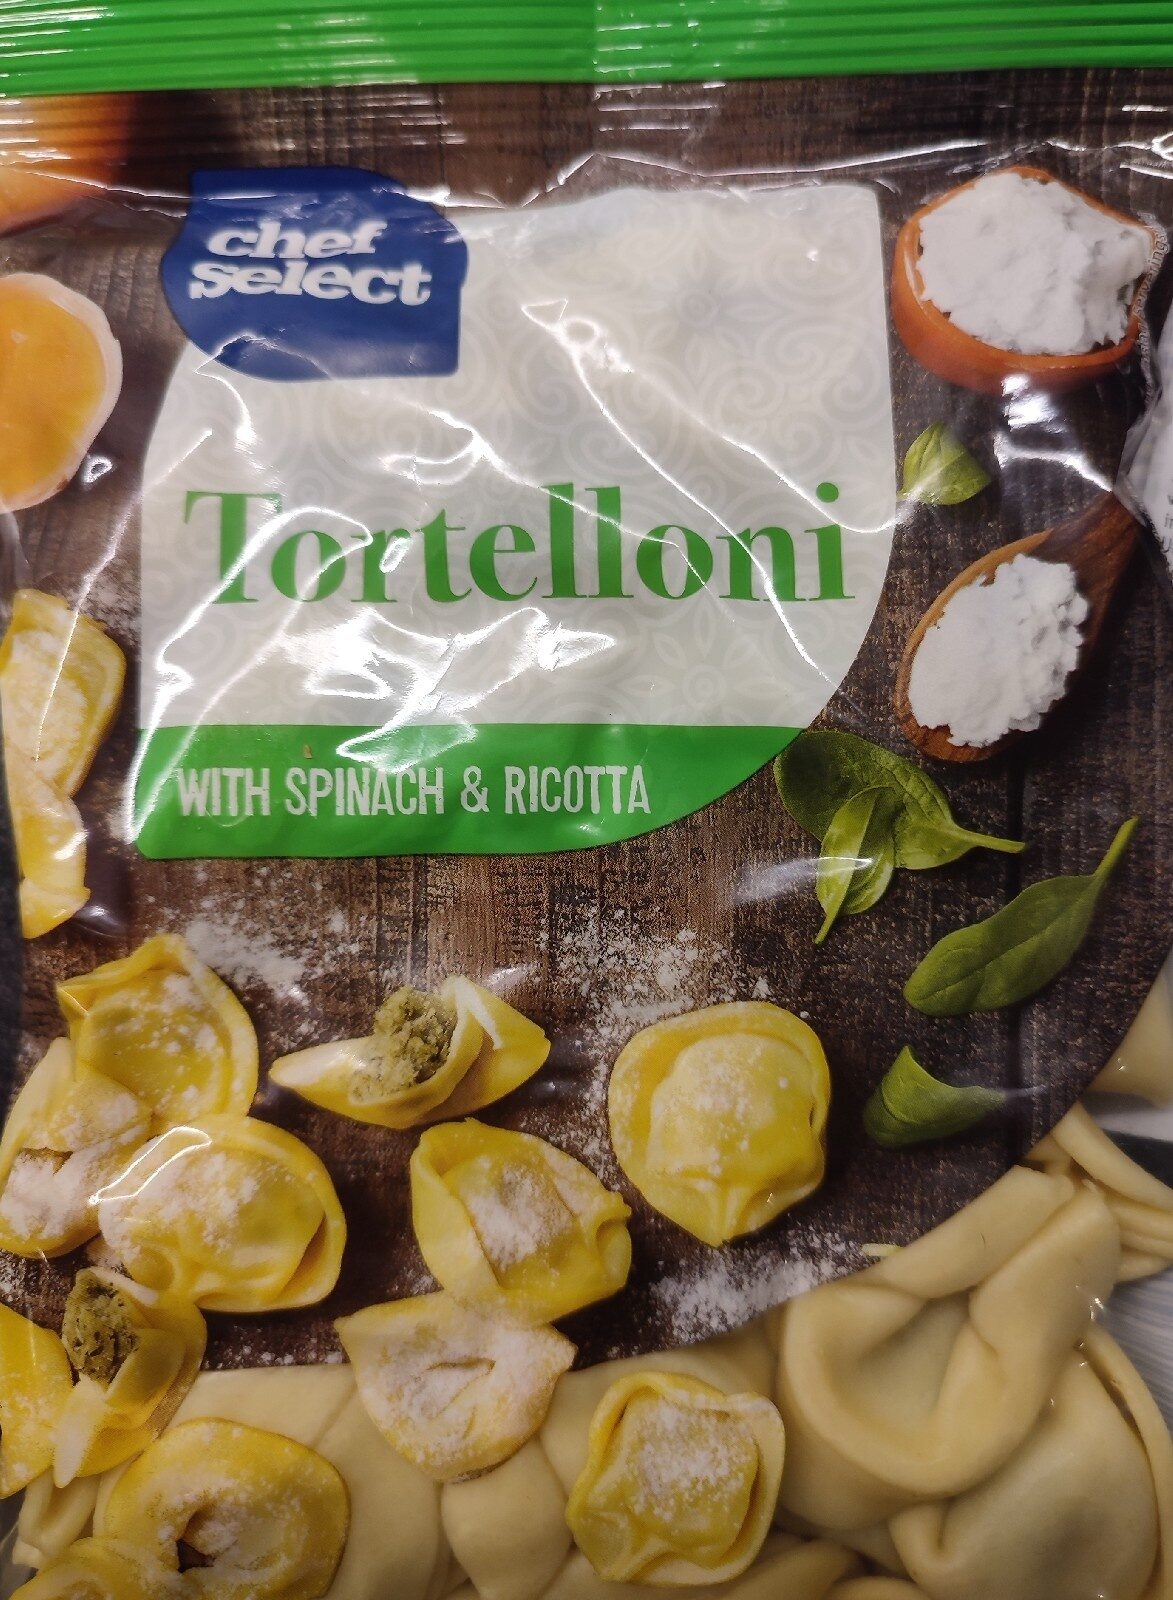 chef
select
Tortelloni
WITH SPINACH & RICOTTA